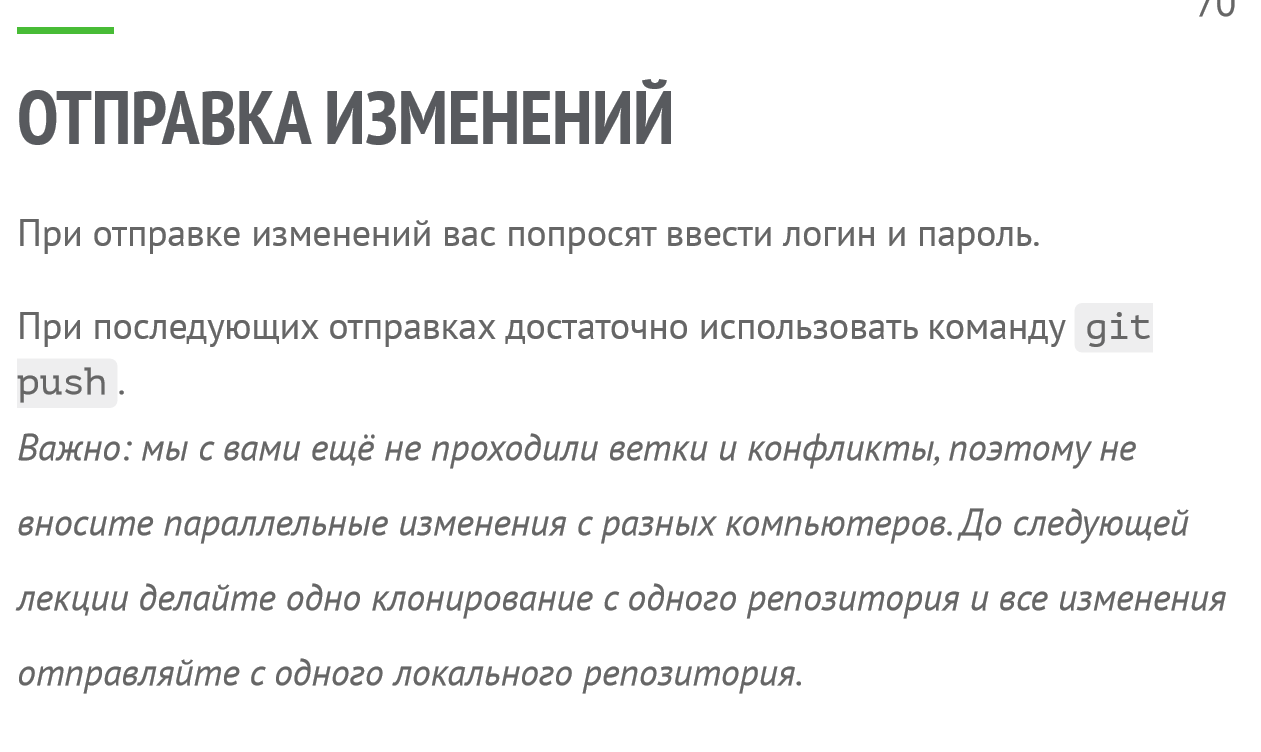 70
ОТПРАВКА ИЗМЕНЕНИЙ
При отправке изменений вас попросят ввести логин и пароль.
При последующих отправках достаточно использовать команду git
push.
Важно: мы с вами ещё не проходили ветки и конфликты, поэтому не
вносите параллельные изменения с разных компьютеров. До следующей
лекции делайте одно клонирование с одного репозитория и все изменения
отправляйте с одного локального репозитория.